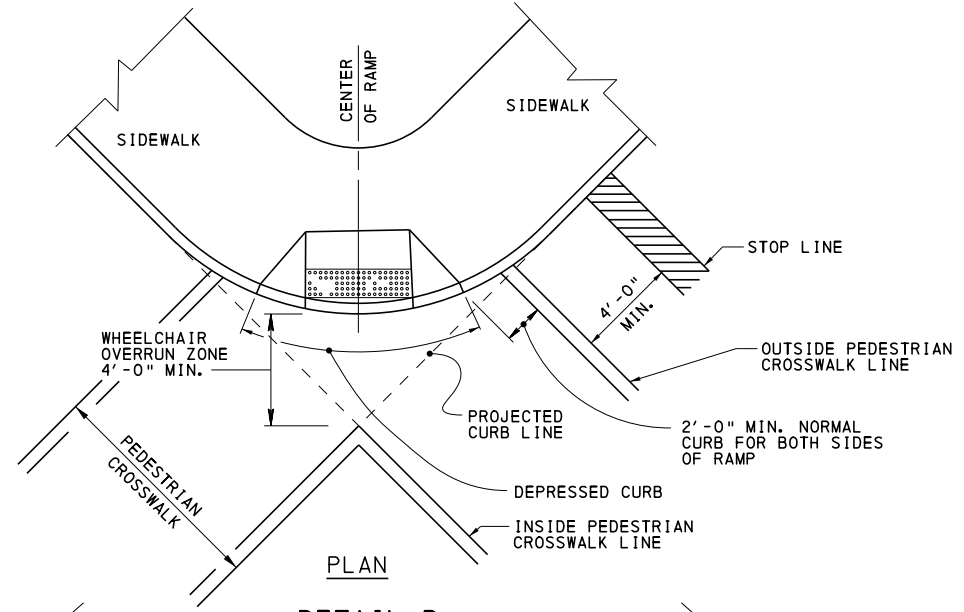 CENTER
OF RAMP
SIDEWALK
SIDEWALK
STOP LINE
4'-0"
MIN.
WHEELCHAIR
OVERRUN ZONE
4'-0" MIN.
OUTSIDE PEDESTRIAN
CROSSWALK LINE
PROJECTED
CURB LINE
2'-0" MIN. NORMAL
CURB FOR BOTH SIDES
OF RAMP
PEDESTRIAN
CROSSWALK
DEPRESSED CURB
INSIDE PEDESTRIAN
CROSSWALK LINE
PLAN